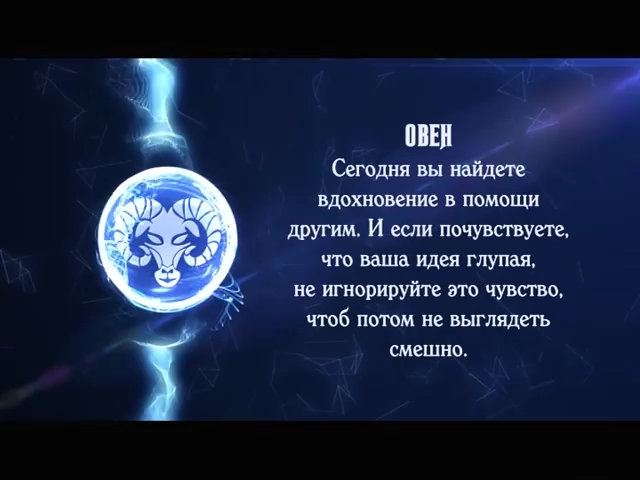 ОВЕН
Сегодня вы найдете
вдохновение в помощи
другим. И если почувствуете,
что ваша идея глупая,
не игнорируйте это чувство,
чтоб потом не выглядеть
смешно.